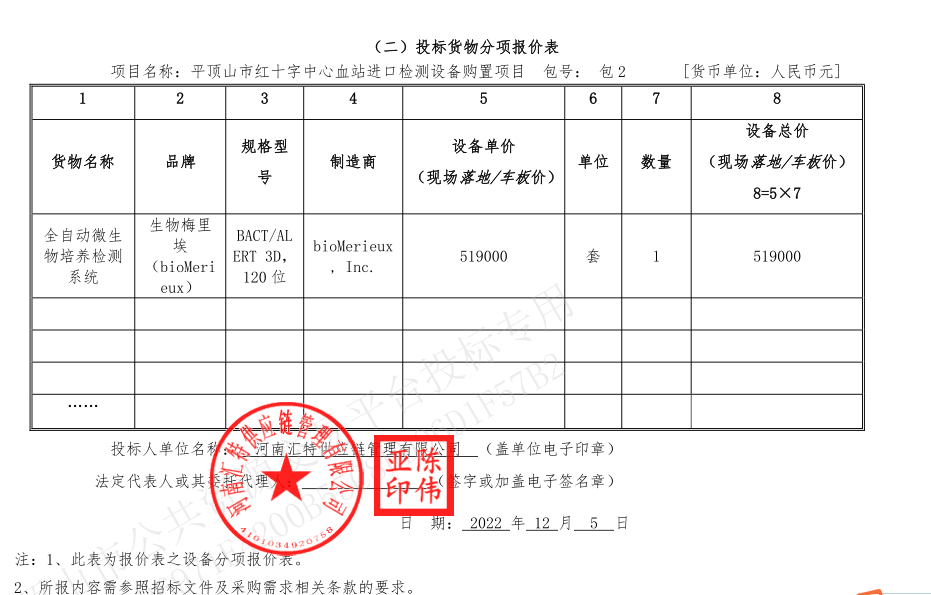 （二）投标货物分项报价表
项目名称：平顶山市红十字中心血站进口检测设备购置项目 包号： 包2 [货币单位：人民币元]
1 2 3 4 5 6 7 8
货物名称 品牌 规格型号 制造商 设备单价（现场落地/车板价） 单位 数量 设备总价（现场落地/车板价）8=5×7
全自动微生物培养检测系统 生物梅里埃（bioMerieux） BACT/ALERT 3D，120位 bioMerieux, Inc. 519000 套 1 519000
……
投标人单位名称： 河南汇特供应链管理有限公司 （盖单位电子印章）
法定代表人或其委托代理人： （签字或加盖电子签名章）
河南汇特供应链管理有限公司
4101034920758
陈伟亚印
日 期： 2022 年 12 月 5 日
注：1、此表为报价表之设备分项报价表。
2、所报内容需参照招标文件及采购需求相关条款的要求。